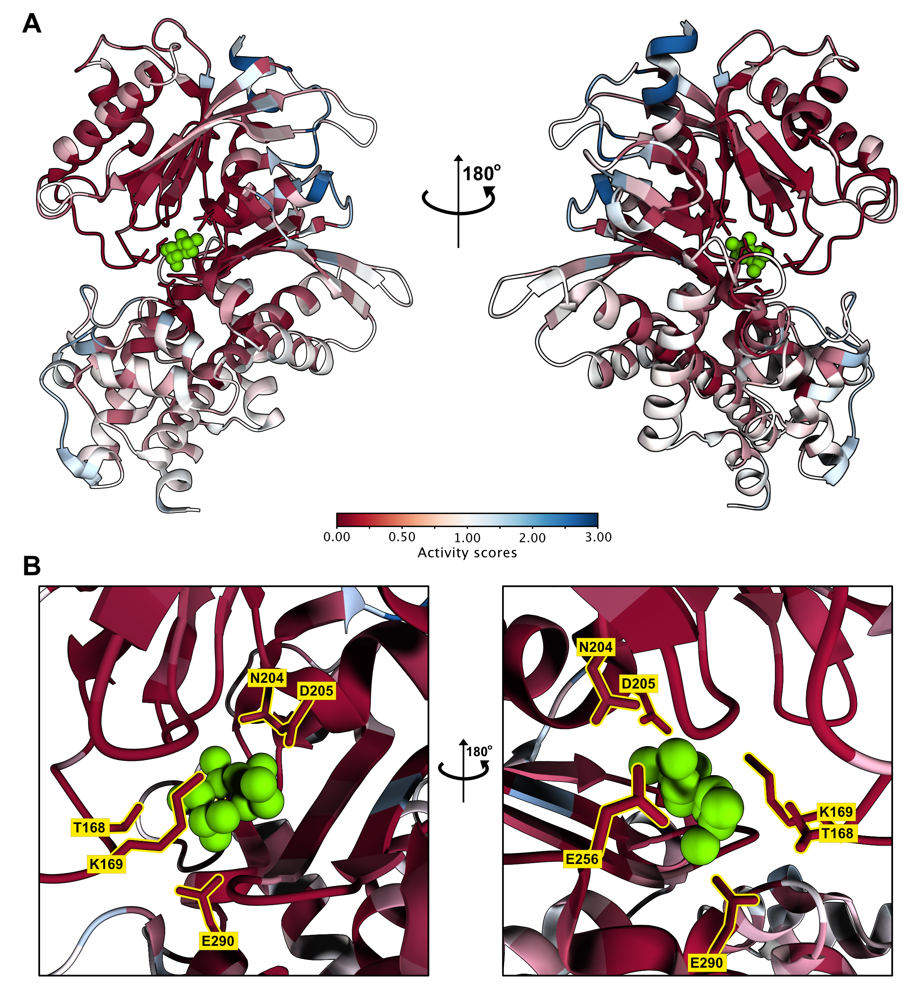 A
180°
0.00 0.50 1.00 2.00 3.00
Activity scores
B
N204
D205
T168
K169
E290
180°
N204
D205
K169
T168
E256
E290